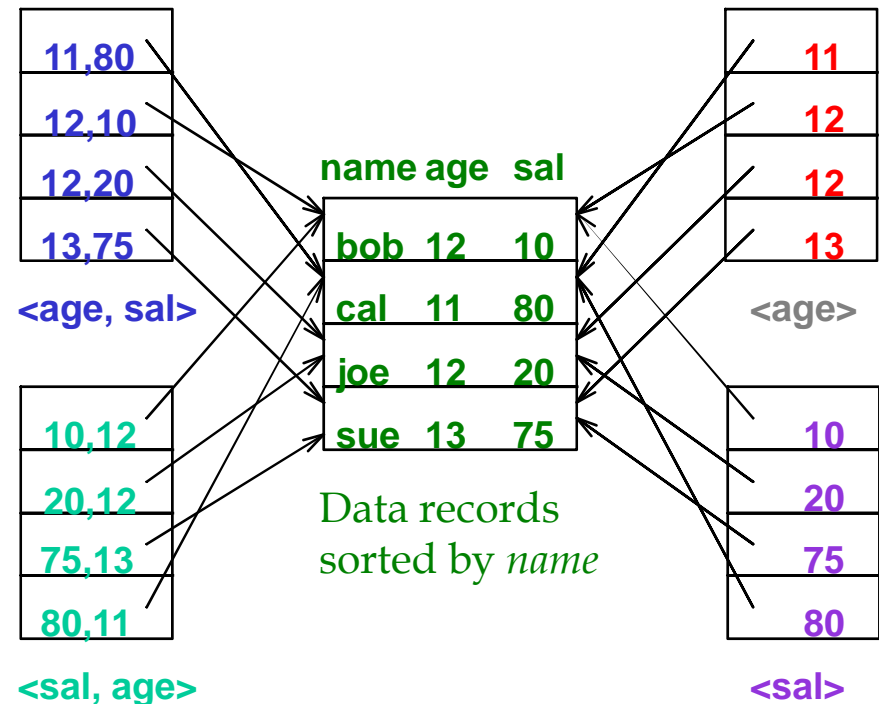 11,80
12,10
12,20
13,75
<age, sal>
10,12
20,12
75,13
80,11
<sal, age>
name age sal
bob 12 10
cal 11 80
joe 12 20
sue 13 75
Data records
sorted by name
11
12
12
13
<age>
10
20
75
80
<sal>